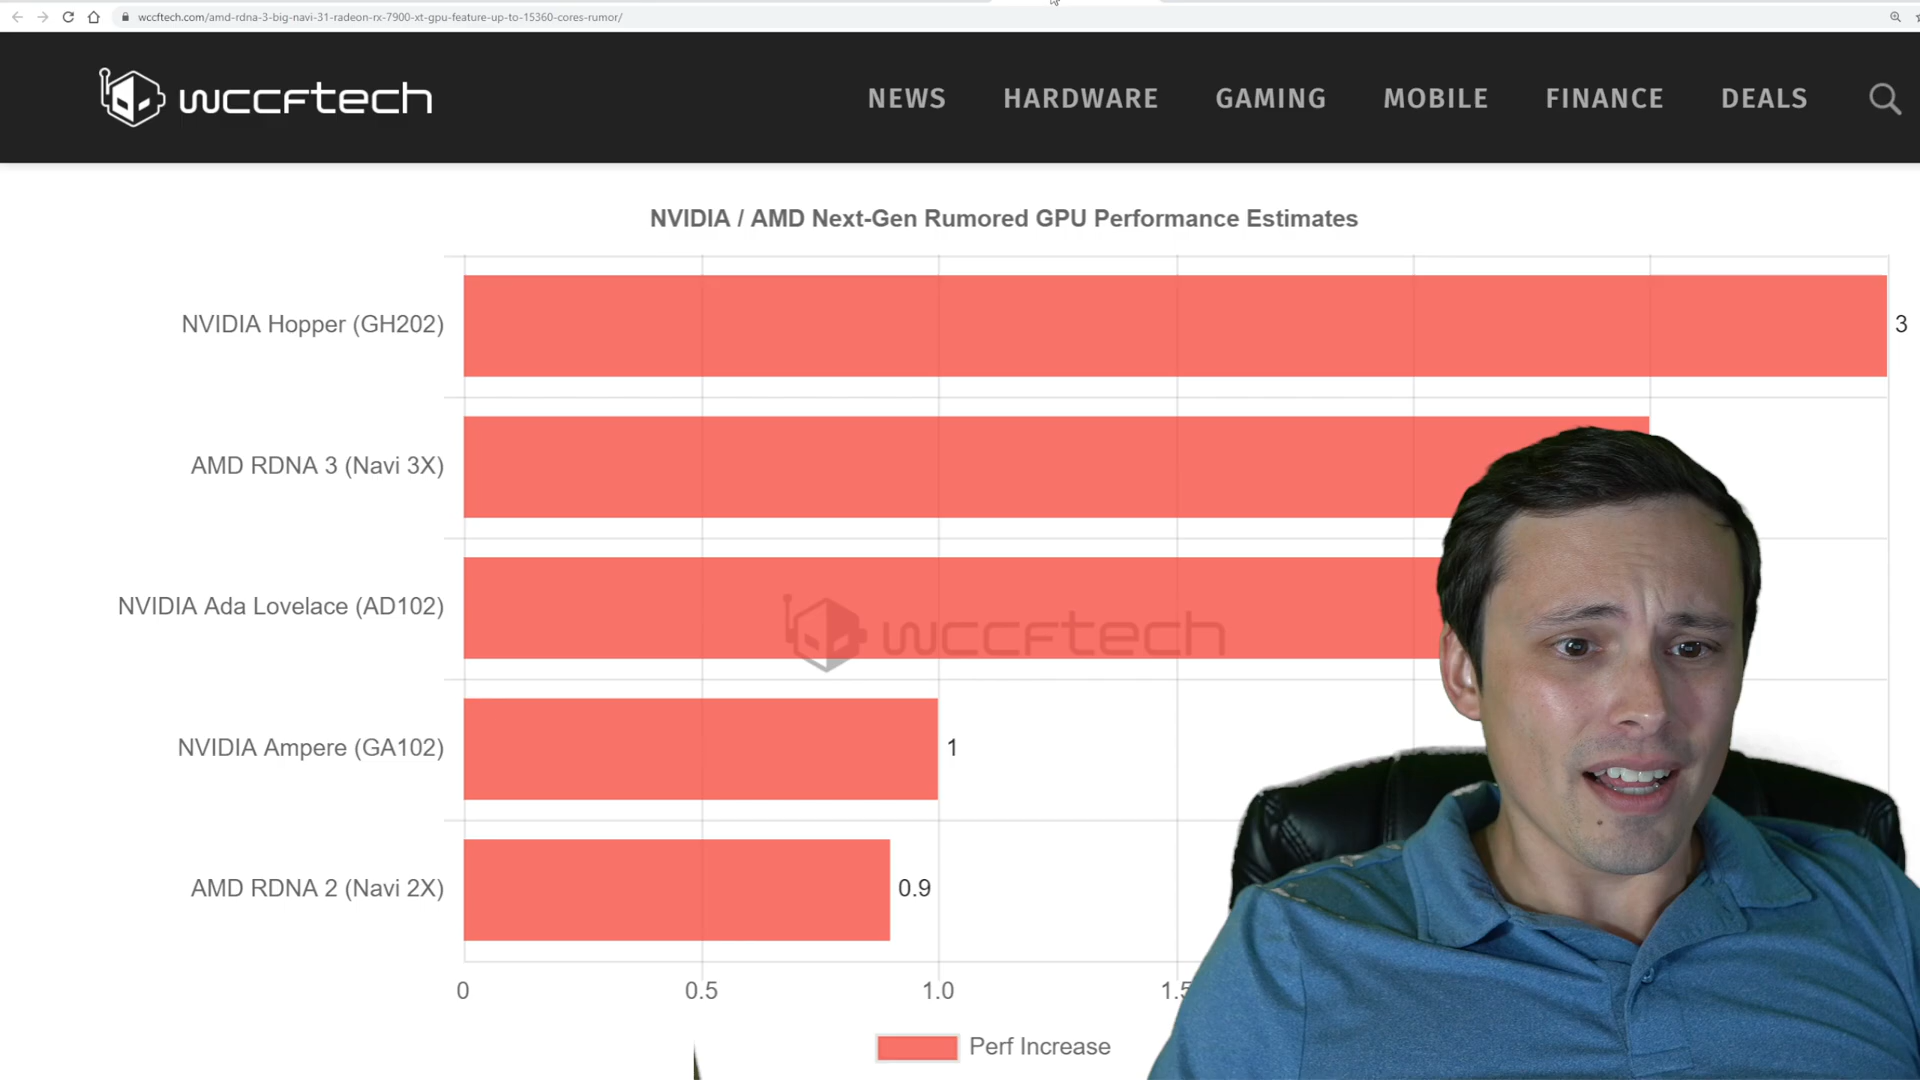 wccftech.com/amd-rdna-3-big-navi-31-radeon-rx-7900-xt-gpu-feature-up-to-15360-cores-rumor/
wccftech NEWS HARDWARE GAMING MOBILE FINANCE DEALS
NVIDIA / AMD Next-Gen Rumored GPU Performance Estimates
NVIDIA Hopper (GH202) 3
AMD RDNA 3 (Navi 3X)
NVIDIA Ada Lovelace (AD102)
wccftech
NVIDIA Ampere (GA102) 1
AMD RDNA 2 (Navi 2X) 0.9
0 0.5 1.0 1.5
Perf Increase